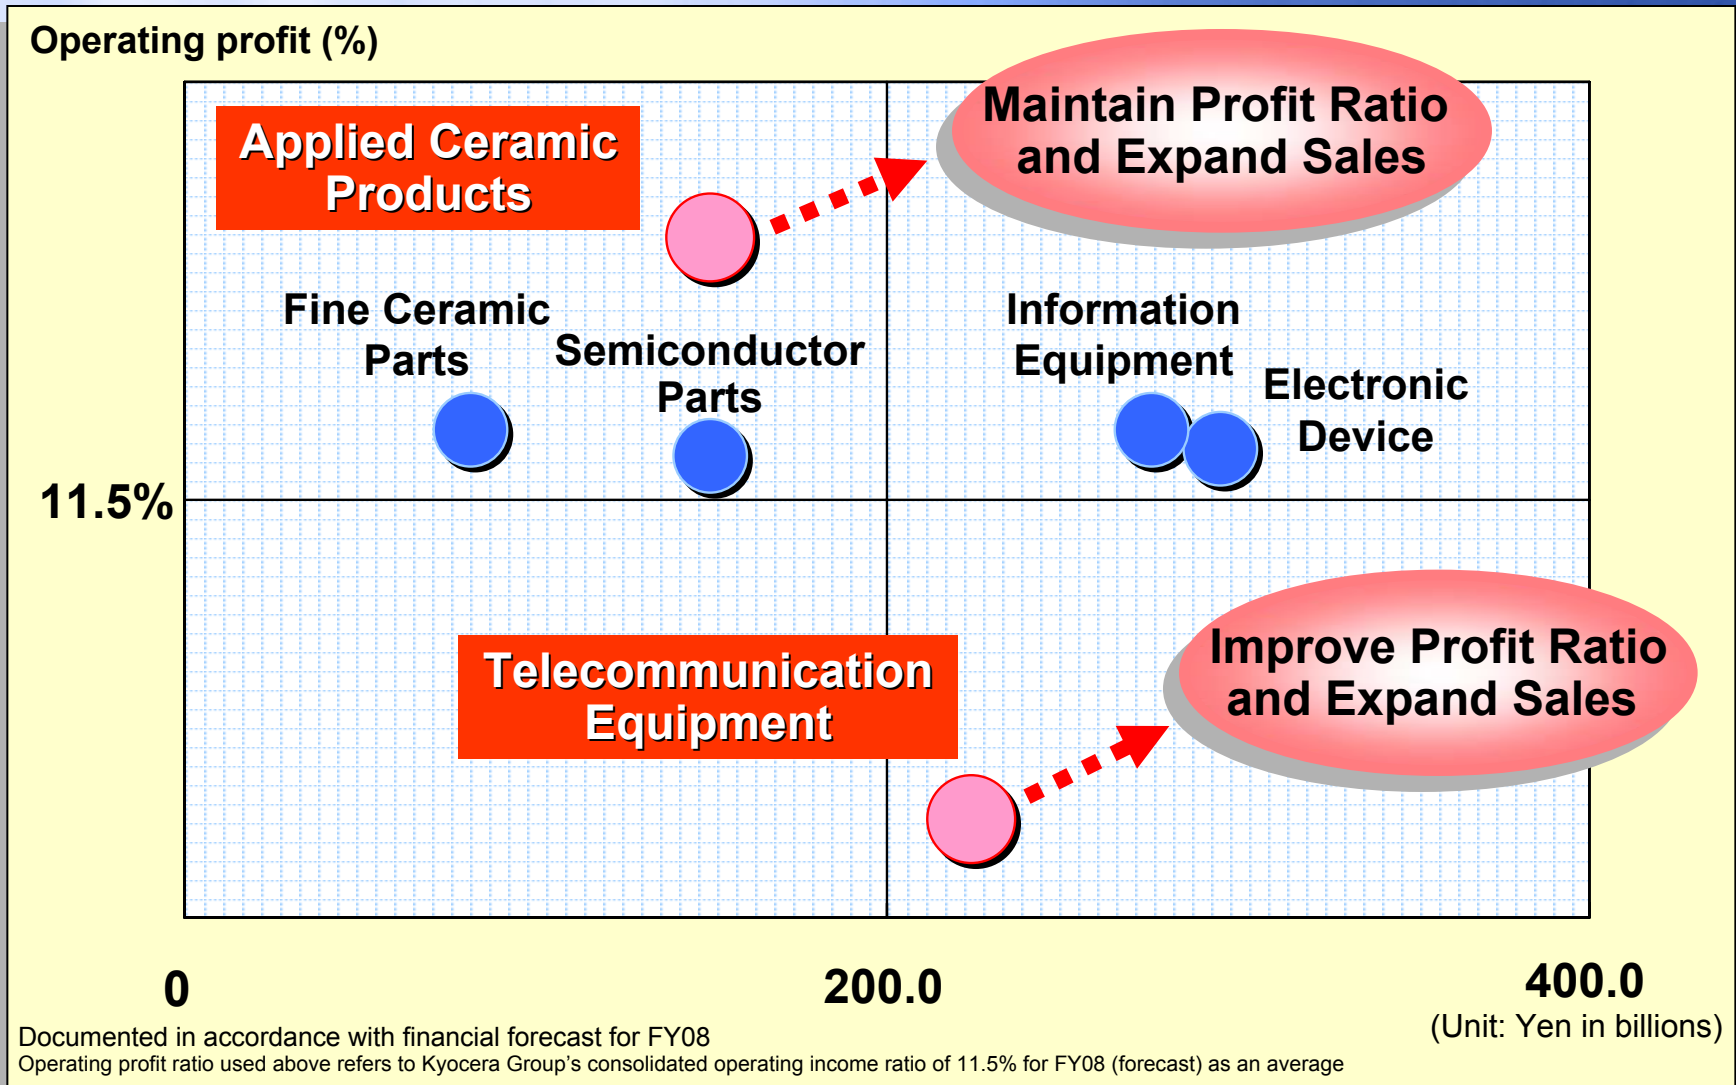 Operating profit (%)
Maintain Profit Ratio
and Expand Sales
Applied Ceramic
Products
Fine Ceramic
Parts
Semiconductor
Parts
Information
Equipment
Electronic
Device
11.5%
Telecommunication
Equipment
Improve Profit Ratio
and Expand Sales
0
200.0
400.0
(Unit: Yen in billions)
Documented in accordance with financial forecast for FY08
Operating profit ratio used above refers to Kyocera Group's consolidated operating income ratio of 11.5% for FY08 (forecast) as an average